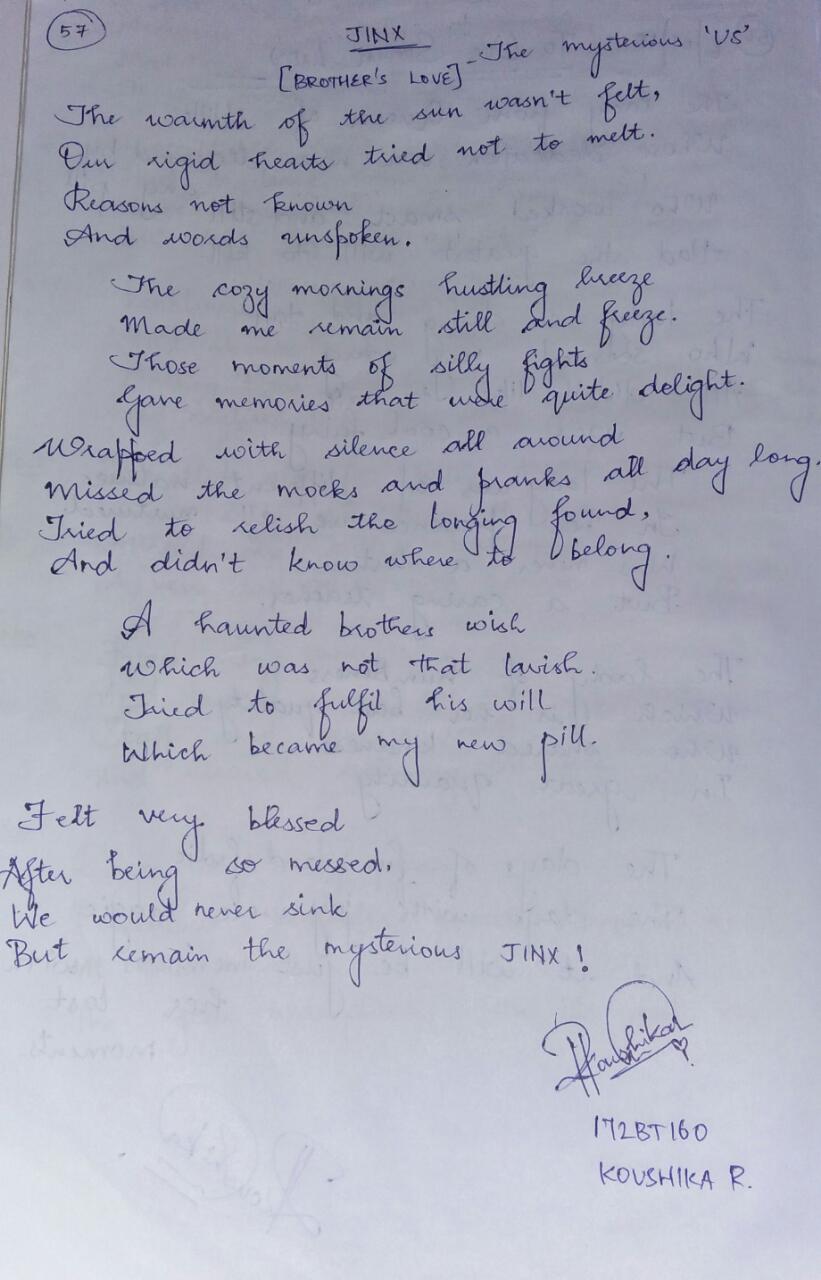 57
JINX
[BROTHER'S LOVE] - The mysterious 'US'
The warmth of the sun wasn't felt,
Our rigid hearts tried not to melt.
Reasons not known
And words unspoken.
The cozy mornings hustling breeze
Made me remain still and freeze.
Those moments of silly fights
Gave memories that were quite delight.
Wrapped with silence all around
Missed the mocks and pranks all day long.
Tried to relish the longing found,
And didn't know where to belong.
A haunted brothers wish
Which was not that lavish.
Tried to fulfil his will
Which became my new pill.
Felt very blessed
After being so messed.
We would never sink
But remain the mysterious JINX!
RKoushika
172BT160
KOUSHIKA R.